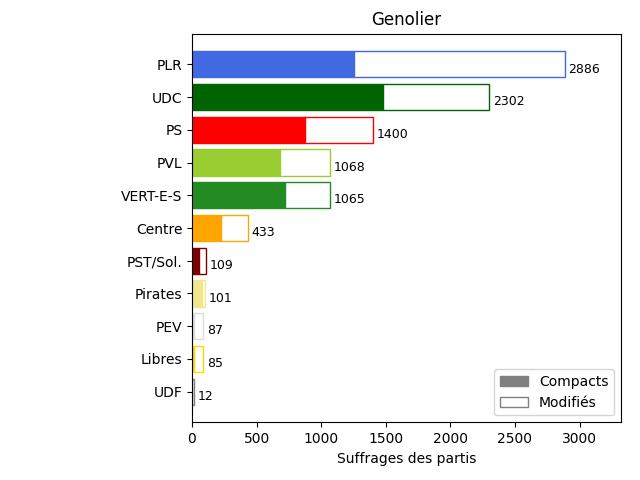 Genolier
PLR 2886
UDC 2302
PS 1400
PVL 1068
VERT-E-S 1065
Centre 433
PST/Sol. 109
Pirates 101
PEV 87
Libres 85
UDF 12
Compacts
Modifiés
0 500 1000 1500 2000 2500 3000
Suffrages des partis